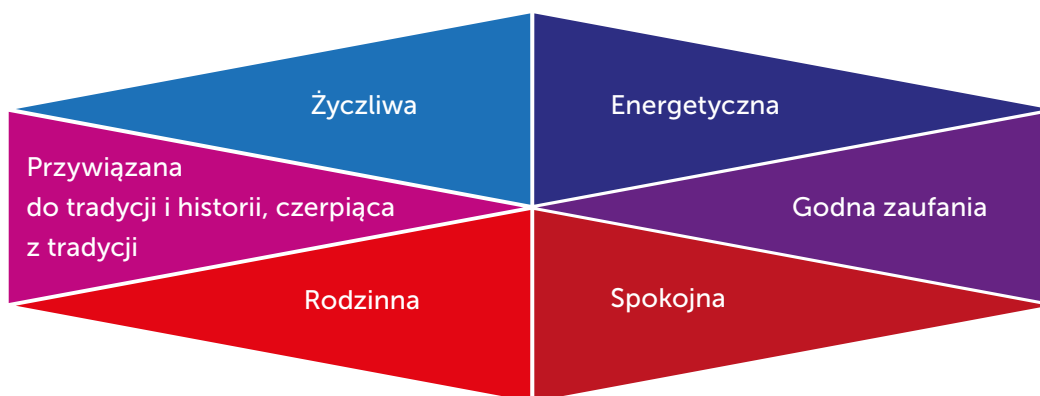 Życzliwa
Energetyczna
Przywiązana
do tradycji i historii, czerpiąca
z tradycji
Godna zaufania
Rodzinna
Spokojna